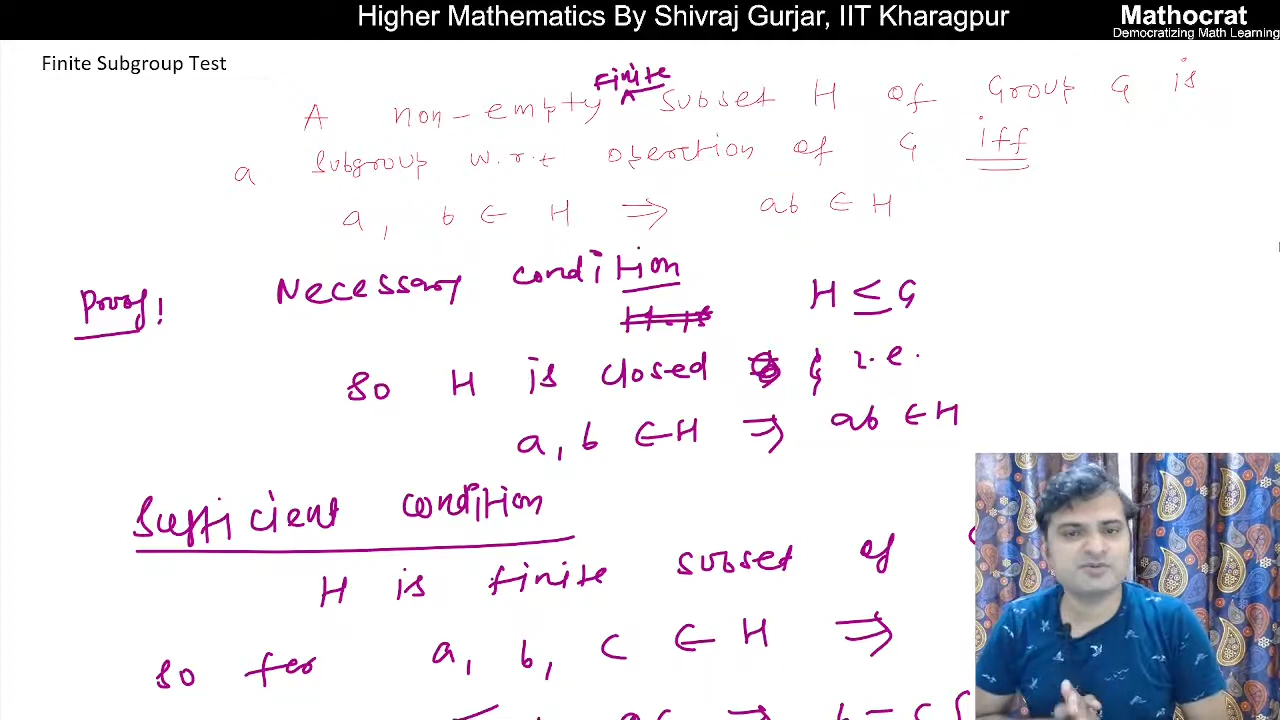 Higher Mathematics By Shivraj Gurjar, IIT Kharagpur
Mathocrat
Democratizing Math Learning
Finite Subgroup Test
Finite
A non-empty ^ subset H of Group G is
a subgroup w.r.t operation of G iff
a, b ∈ H ⇒ ab ∈ H
Proof! Necessary condition
H ≤ G
So H is closed i.e.
a, b ∈ H ⇒ ab ∈ H
Sufficient condition
H is finite subset of
so for a, b, c ∈ H ⇒
ac ⇒ b = c